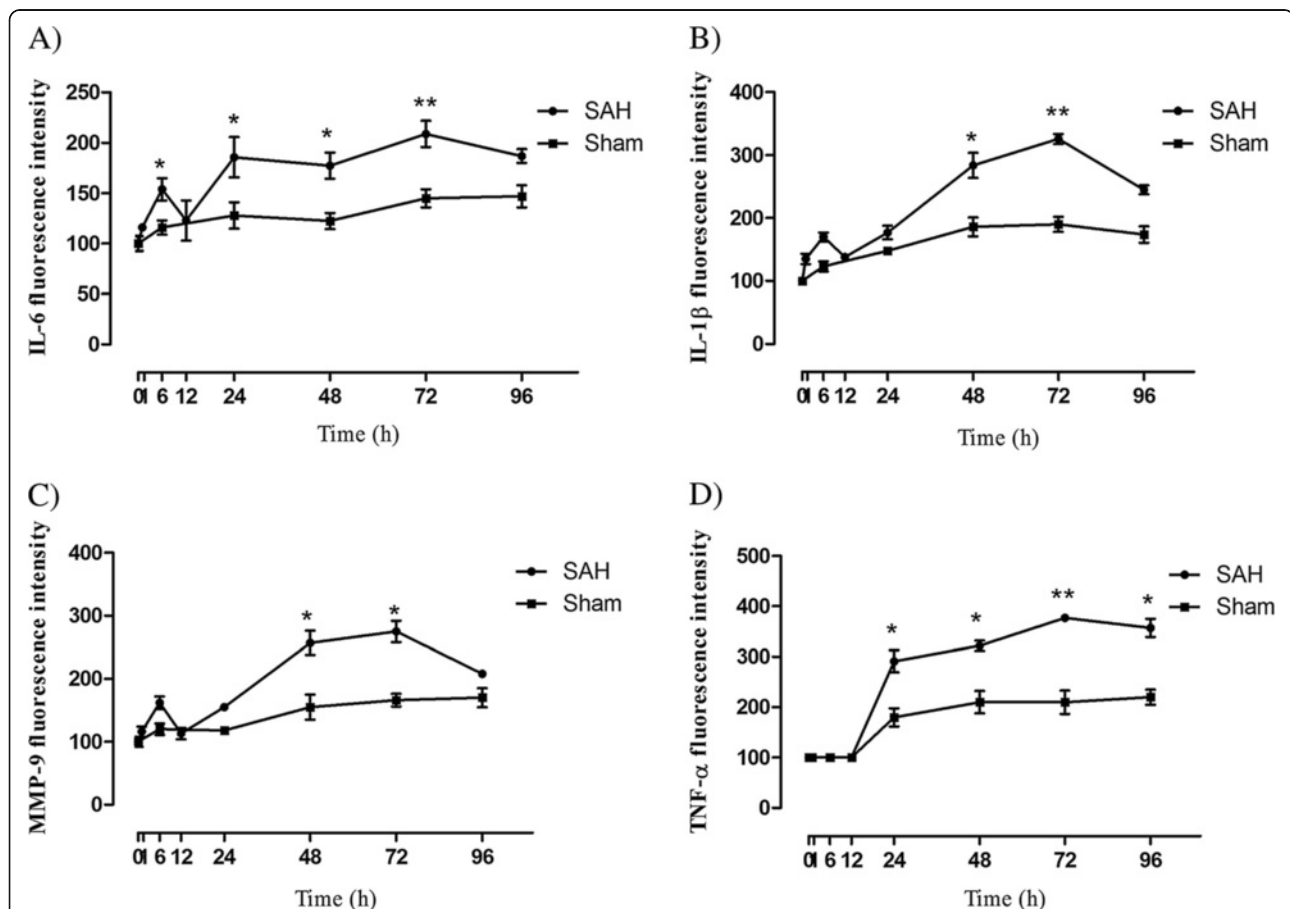 A)
IL-6 fluorescence intensity
250
200
150
100
50
0
*
*
*
**
SAH
Sham
0 1 6 12 24 48 72 96
Time (h)
B)
IL-1β fluorescence intensity
400
300
200
100
0
*
**
SAH
Sham
0 1 6 12 24 48 72 96
Time (h)
C)
MMP-9 fluorescence intensity
400
300
200
100
0
*
*
SAH
Sham
0 1 6 12 24 48 72 96
Time (h)
D)
TNF-α fluorescence intensity
500
400
300
200
100
0
*
*
**
*
SAH
Sham
0 1 6 12 24 48 72 96
Time (h)